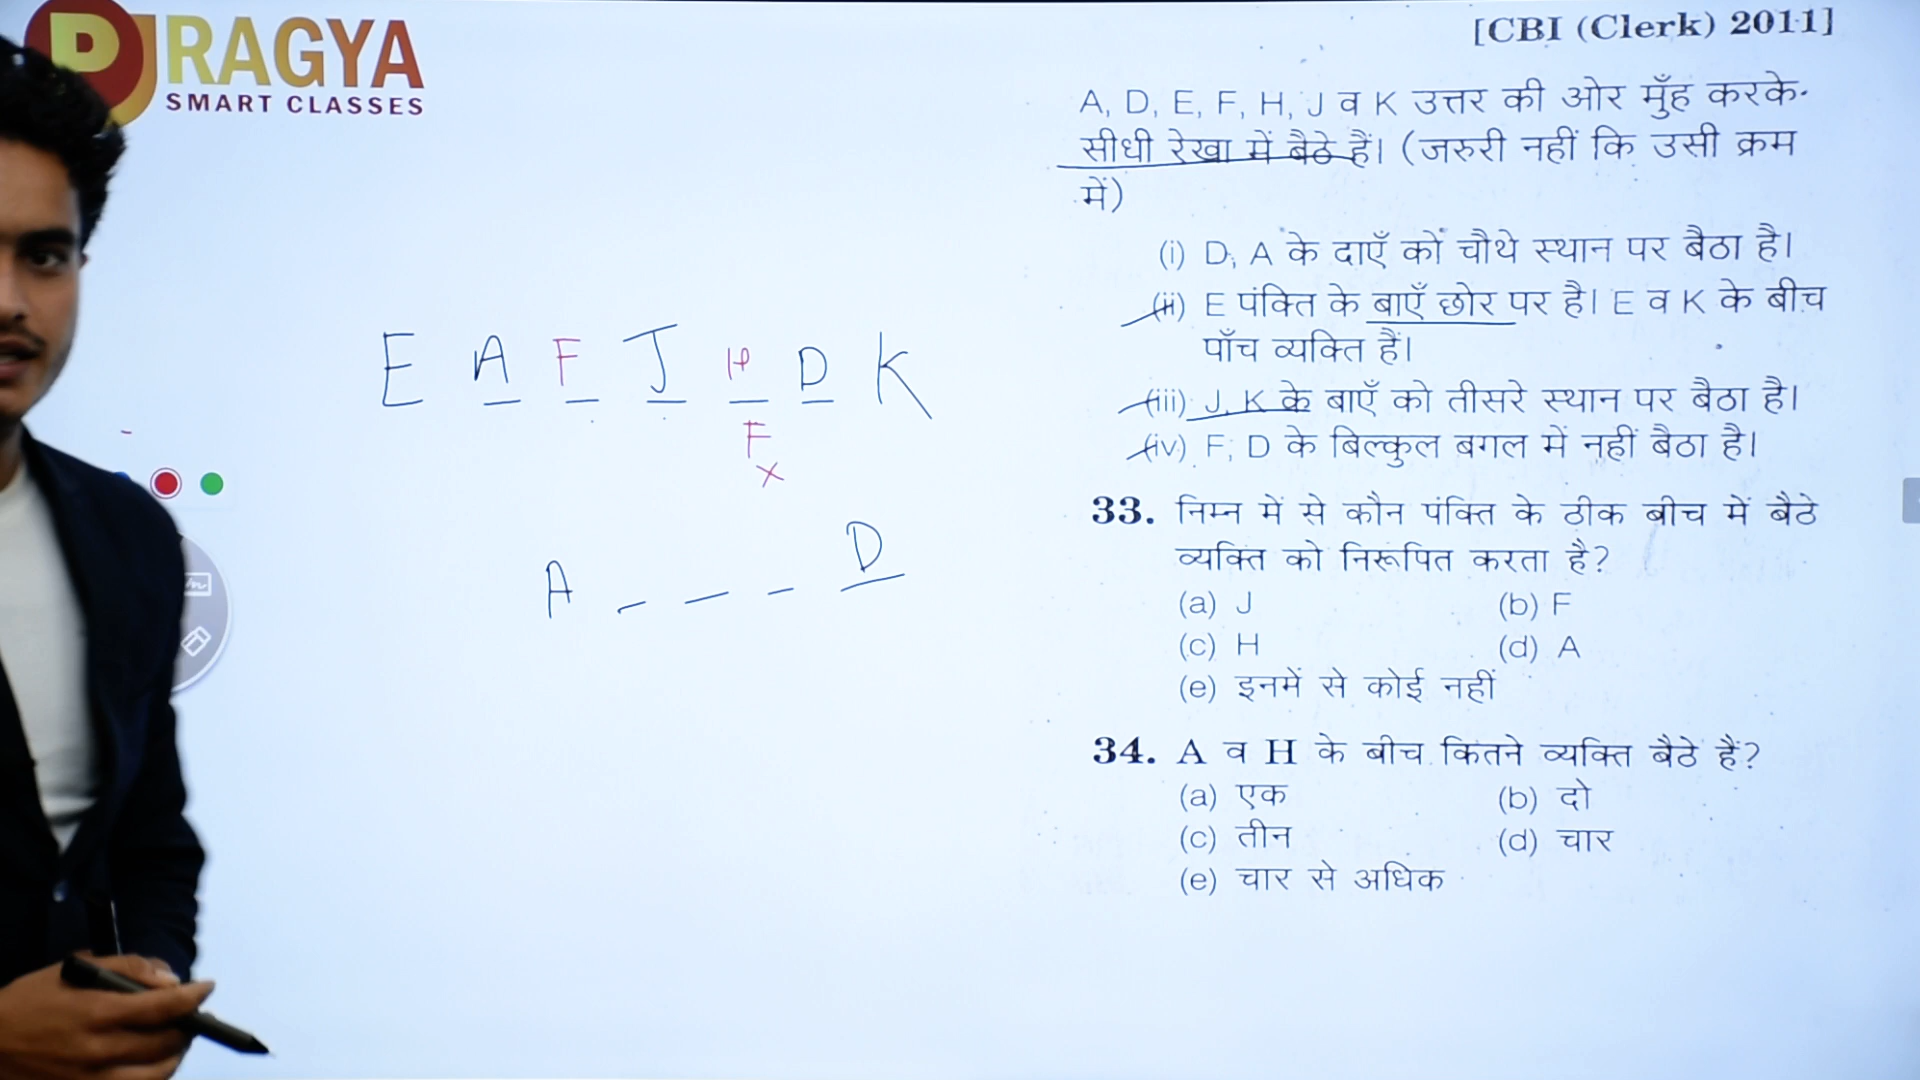 RAGYA
SMART CLASSES
[CBI (Clerk) 2011]
A, D, E, F, H, J व K उत्तर की ओर मुँह करके
सीधी रेखा में बैठे हैं। (जरुरी नहीं कि उसी क्रम
में)
(i) D, A के दाएँ को चौथे स्थान पर बैठा है।
(ii) E पंक्ति के बाएँ छोर पर है। E व K के बीच
पाँच व्यक्ति हैं।
(iii) J, K के बाएँ को तीसरे स्थान पर बैठा है।
(iv) F, D के बिल्कुल बगल में नहीं बैठा है।
E A F J H D K
F
x
A _ _ _ D
33. निम्न में से कौन पंक्ति के ठीक बीच में बैठे
व्यक्ति को निरूपित करता है?
(a) J (b) F
(c) H (d) A
(e) इनमें से कोई नहीं
34. A व H के बीच कितने व्यक्ति बैठे हैं?
(a) एक (b) दो
(c) तीन (d) चार
(e) चार से अधिक